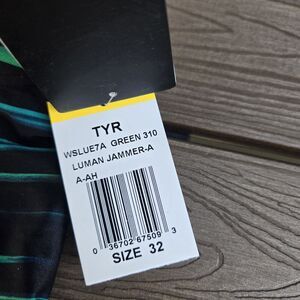 TYR
WSLUE7A GREEN 310
LUMAN JAMMER-A
A-AH
0 36702 67509 3
SIZE 32